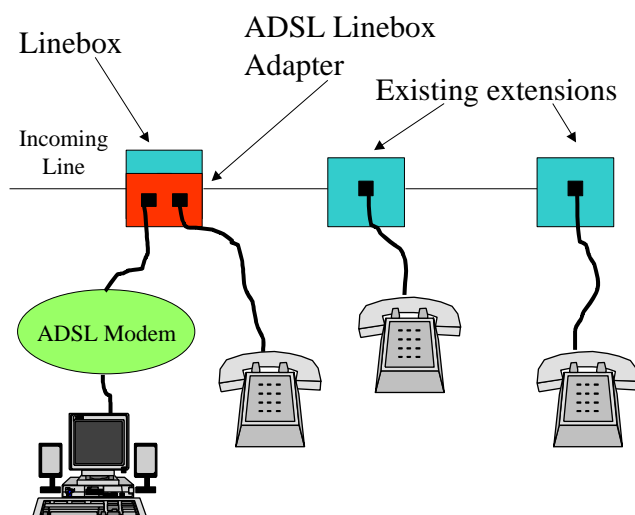 Linebox
ADSL Linebox
Adapter
Existing extensions
Incoming
Line
ADSL Modem